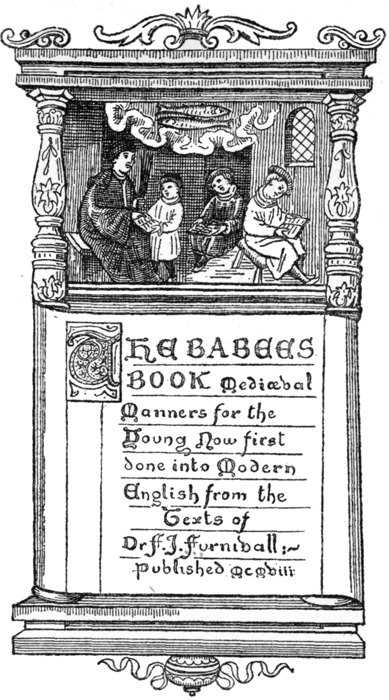 THE BABEES
BOOK Mediæval
Manners for the
Young Now first
done into Modern
English from the
Texts of
Dr F. J. Furnivall :~
Published MCMVIII